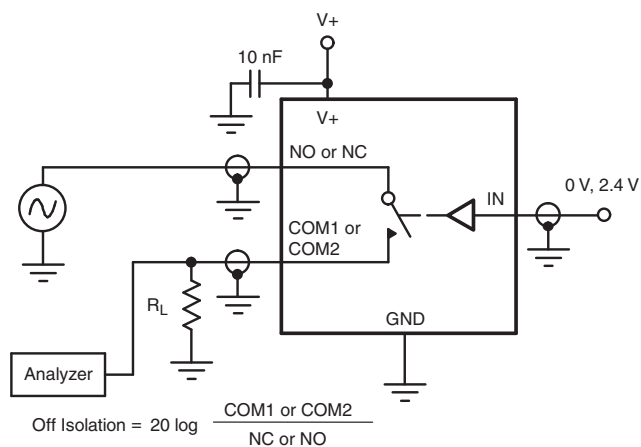 V+
10 nF
V+
NO or NC
0 V, 2.4 V
IN
COM1 or
COM2
RL
GND
Analyzer
Off Isolation = 20 log COM1 or COM2
NC or NO